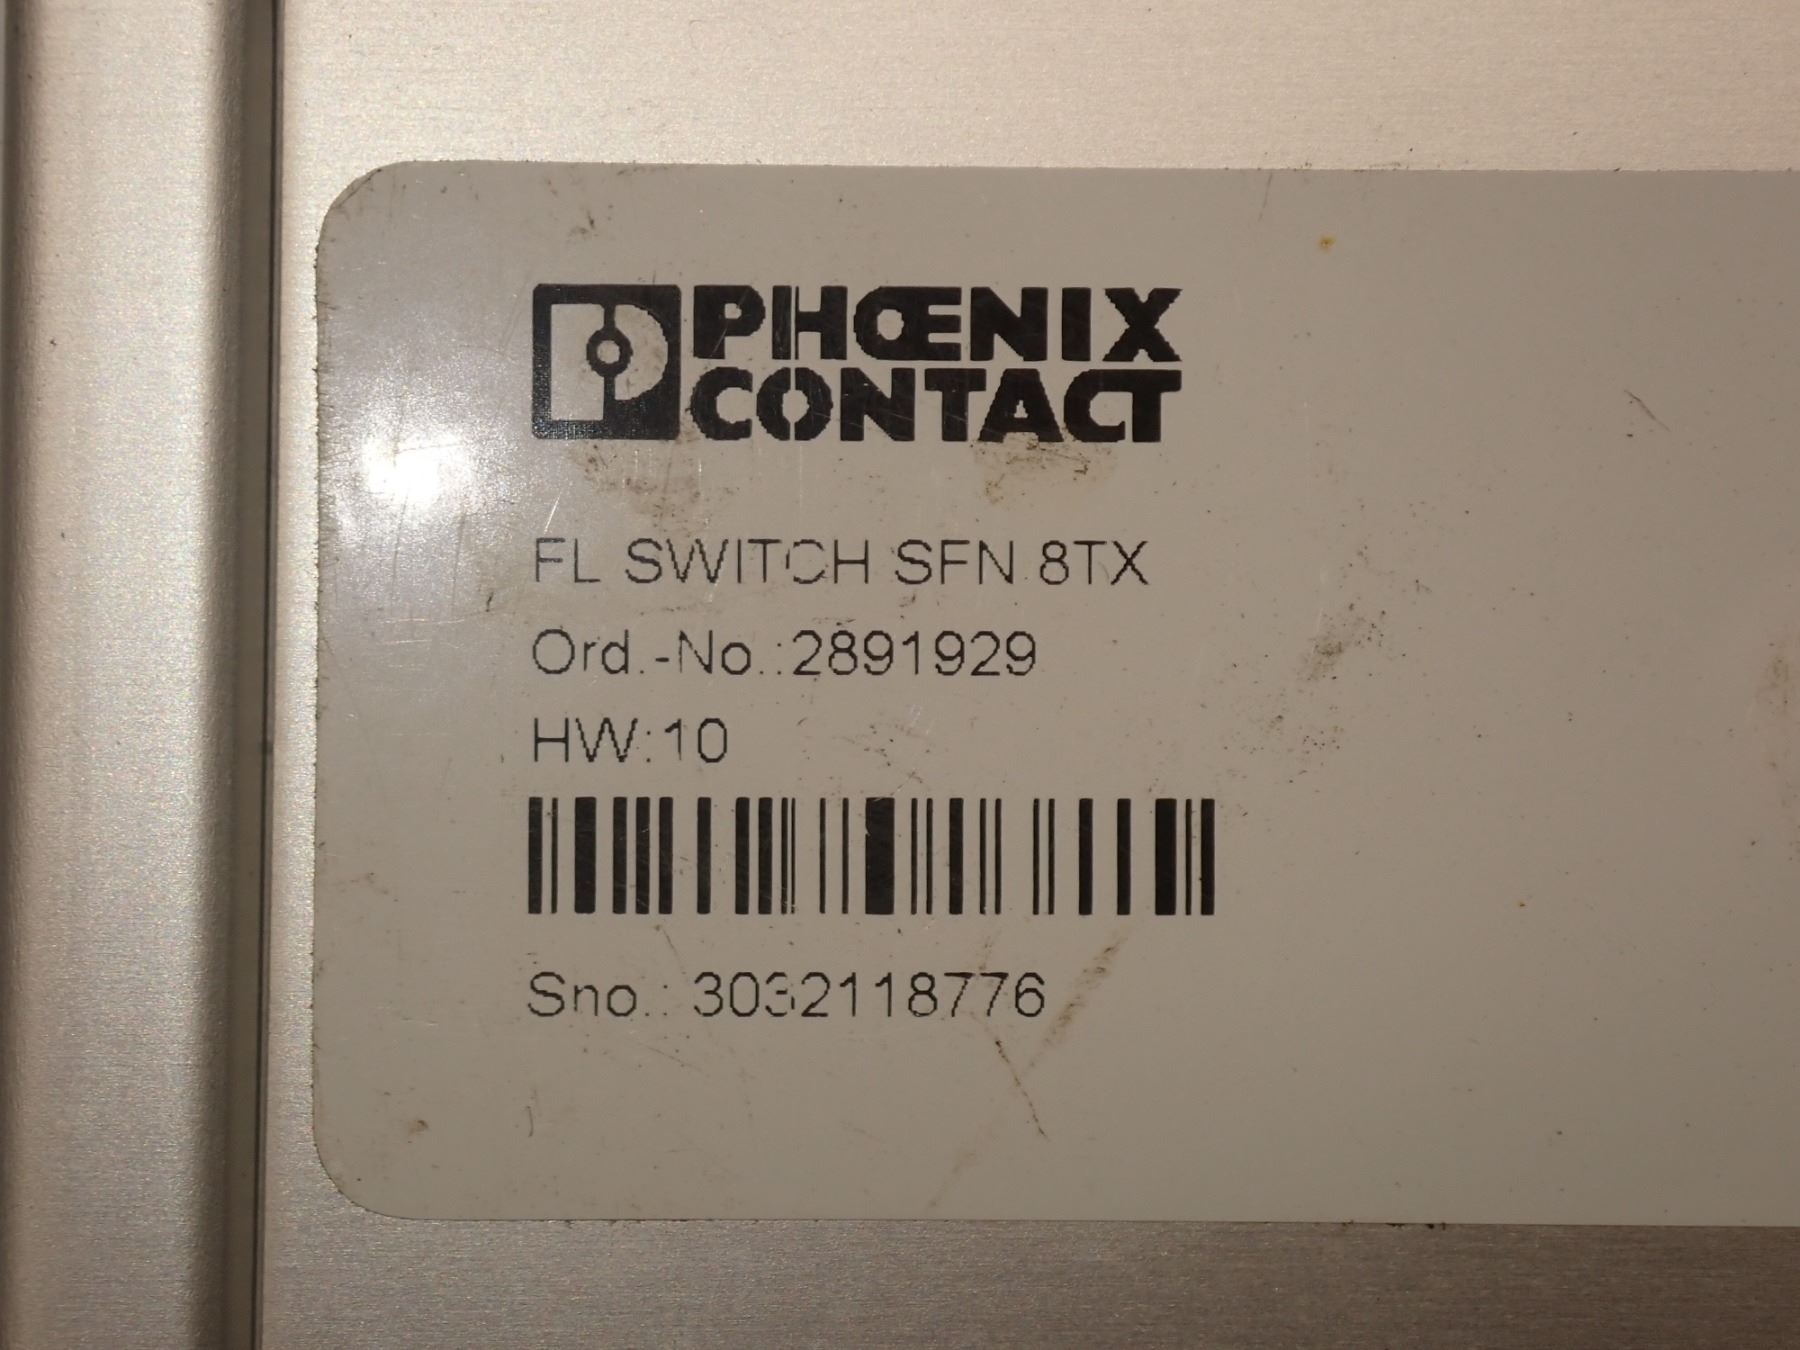 PHŒNIX
CONTACT
FL SWITCH SFN 8TX
Ord.-No.:2891929
HW:10
Sno.: 3032118776